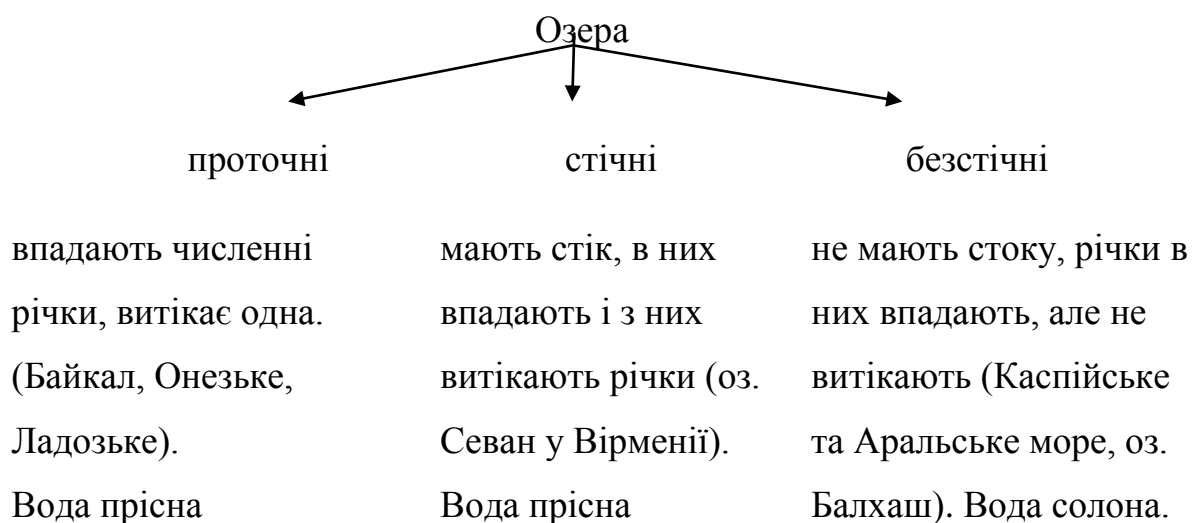 Озера
проточні
стічні
безстічні
впадають численні
річки, витікає одна.
(Байкал, Онезьке,
Ладозьке).
Вода прісна
мають стік, в них
впадають і з них
витікають річки (оз.
Севан у Вірменії).
Вода прісна
не мають стоку, річки в
них впадають, але не
витікають (Каспійське
та Аральське море, оз.
Балхаш). Вода солона.